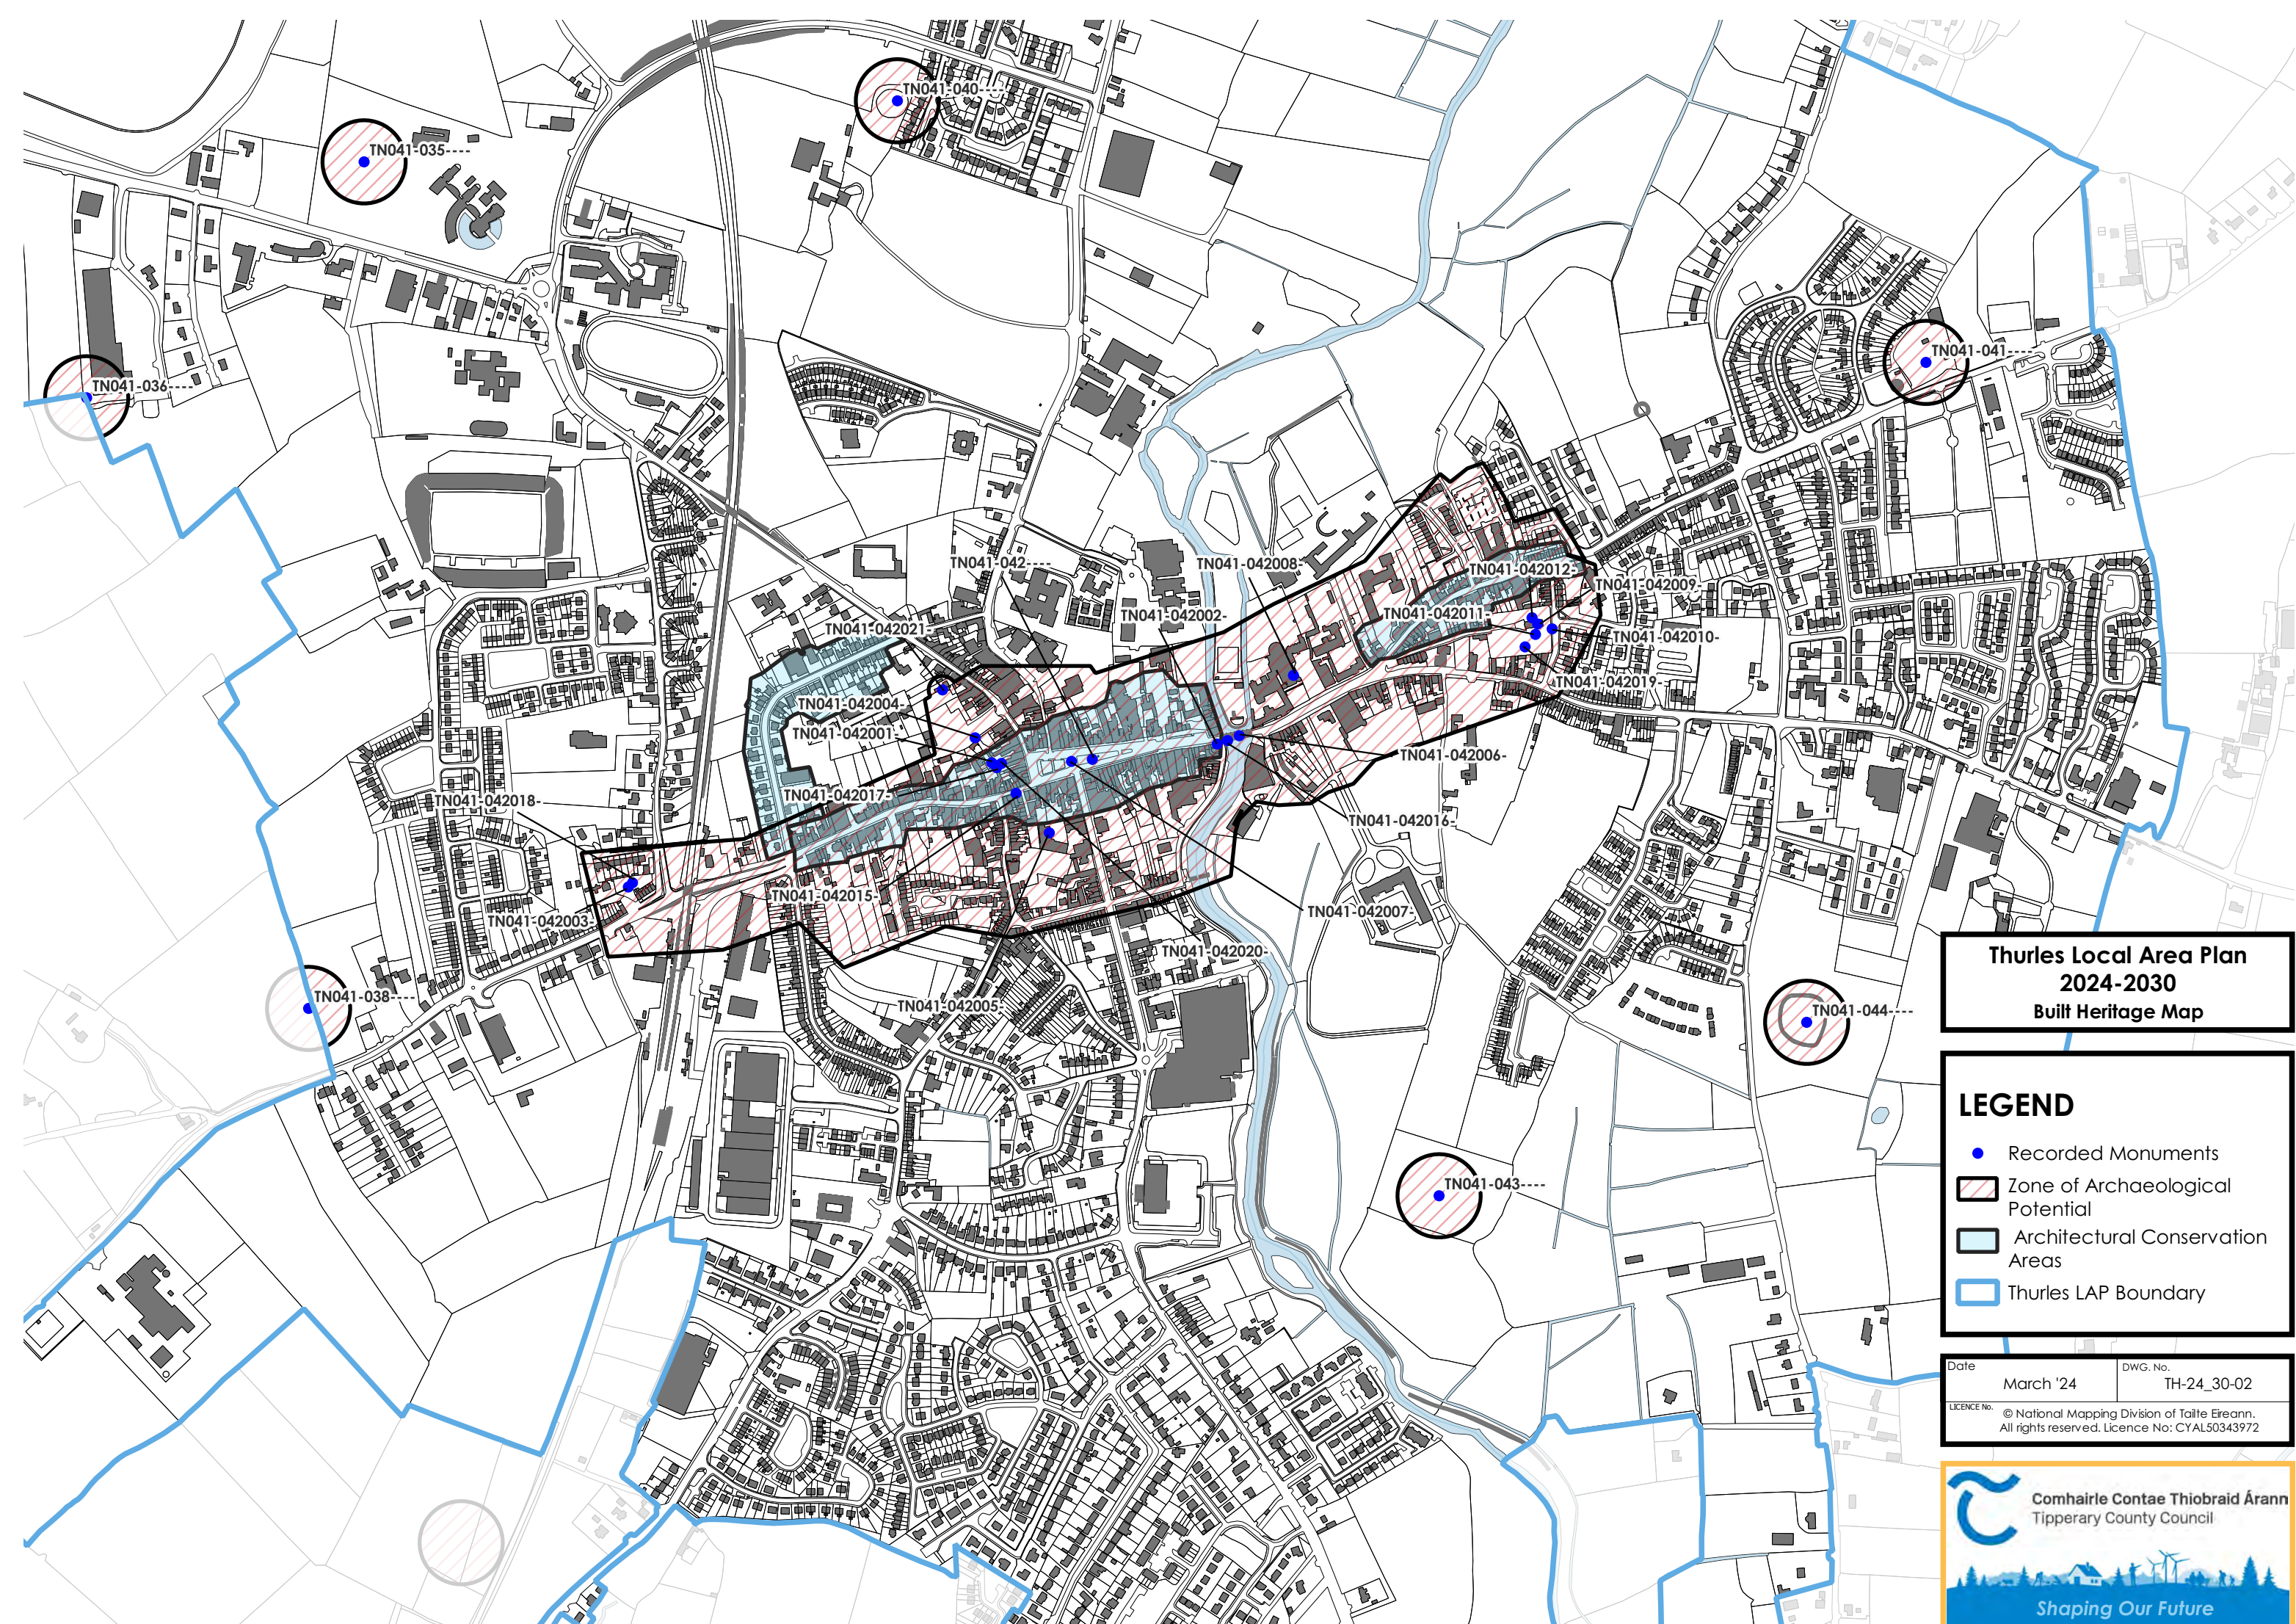 TN041-040----
TN041-035----
TN041-041----
TN041-036----
TN041-042----
TN041-042008-
TN041-042012-
TN041-042009-
TN041-042002-
TN041-042011-
TN041-042021-
TN041-042010-
TN041-042019-
TN041-042004-
TN041-042001-
TN041-042006-
TN041-042017-
TN041-042018-
TN041-042016-
TN041-042015-
TN041-042003-
TN041-042007-
TN041-042020-
TN041-038----
TN041-042005-
TN041-044----
TN041-043----
Thurles Local Area Plan
2024-2030
Built Heritage Map
LEGEND
Recorded Monuments
Zone of Archaeological
Potential
Architectural Conservation
Areas
Thurles LAP Boundary
Date
March '24
DWG. No.
TH-24_30-02
LICENCE No.
© National Mapping Division of Tailte Eireann.
All rights reserved. Licence No: CYAL50343972
Comhairle Contae Thiobraid Árann
Tipperary County Council
Shaping Our Future